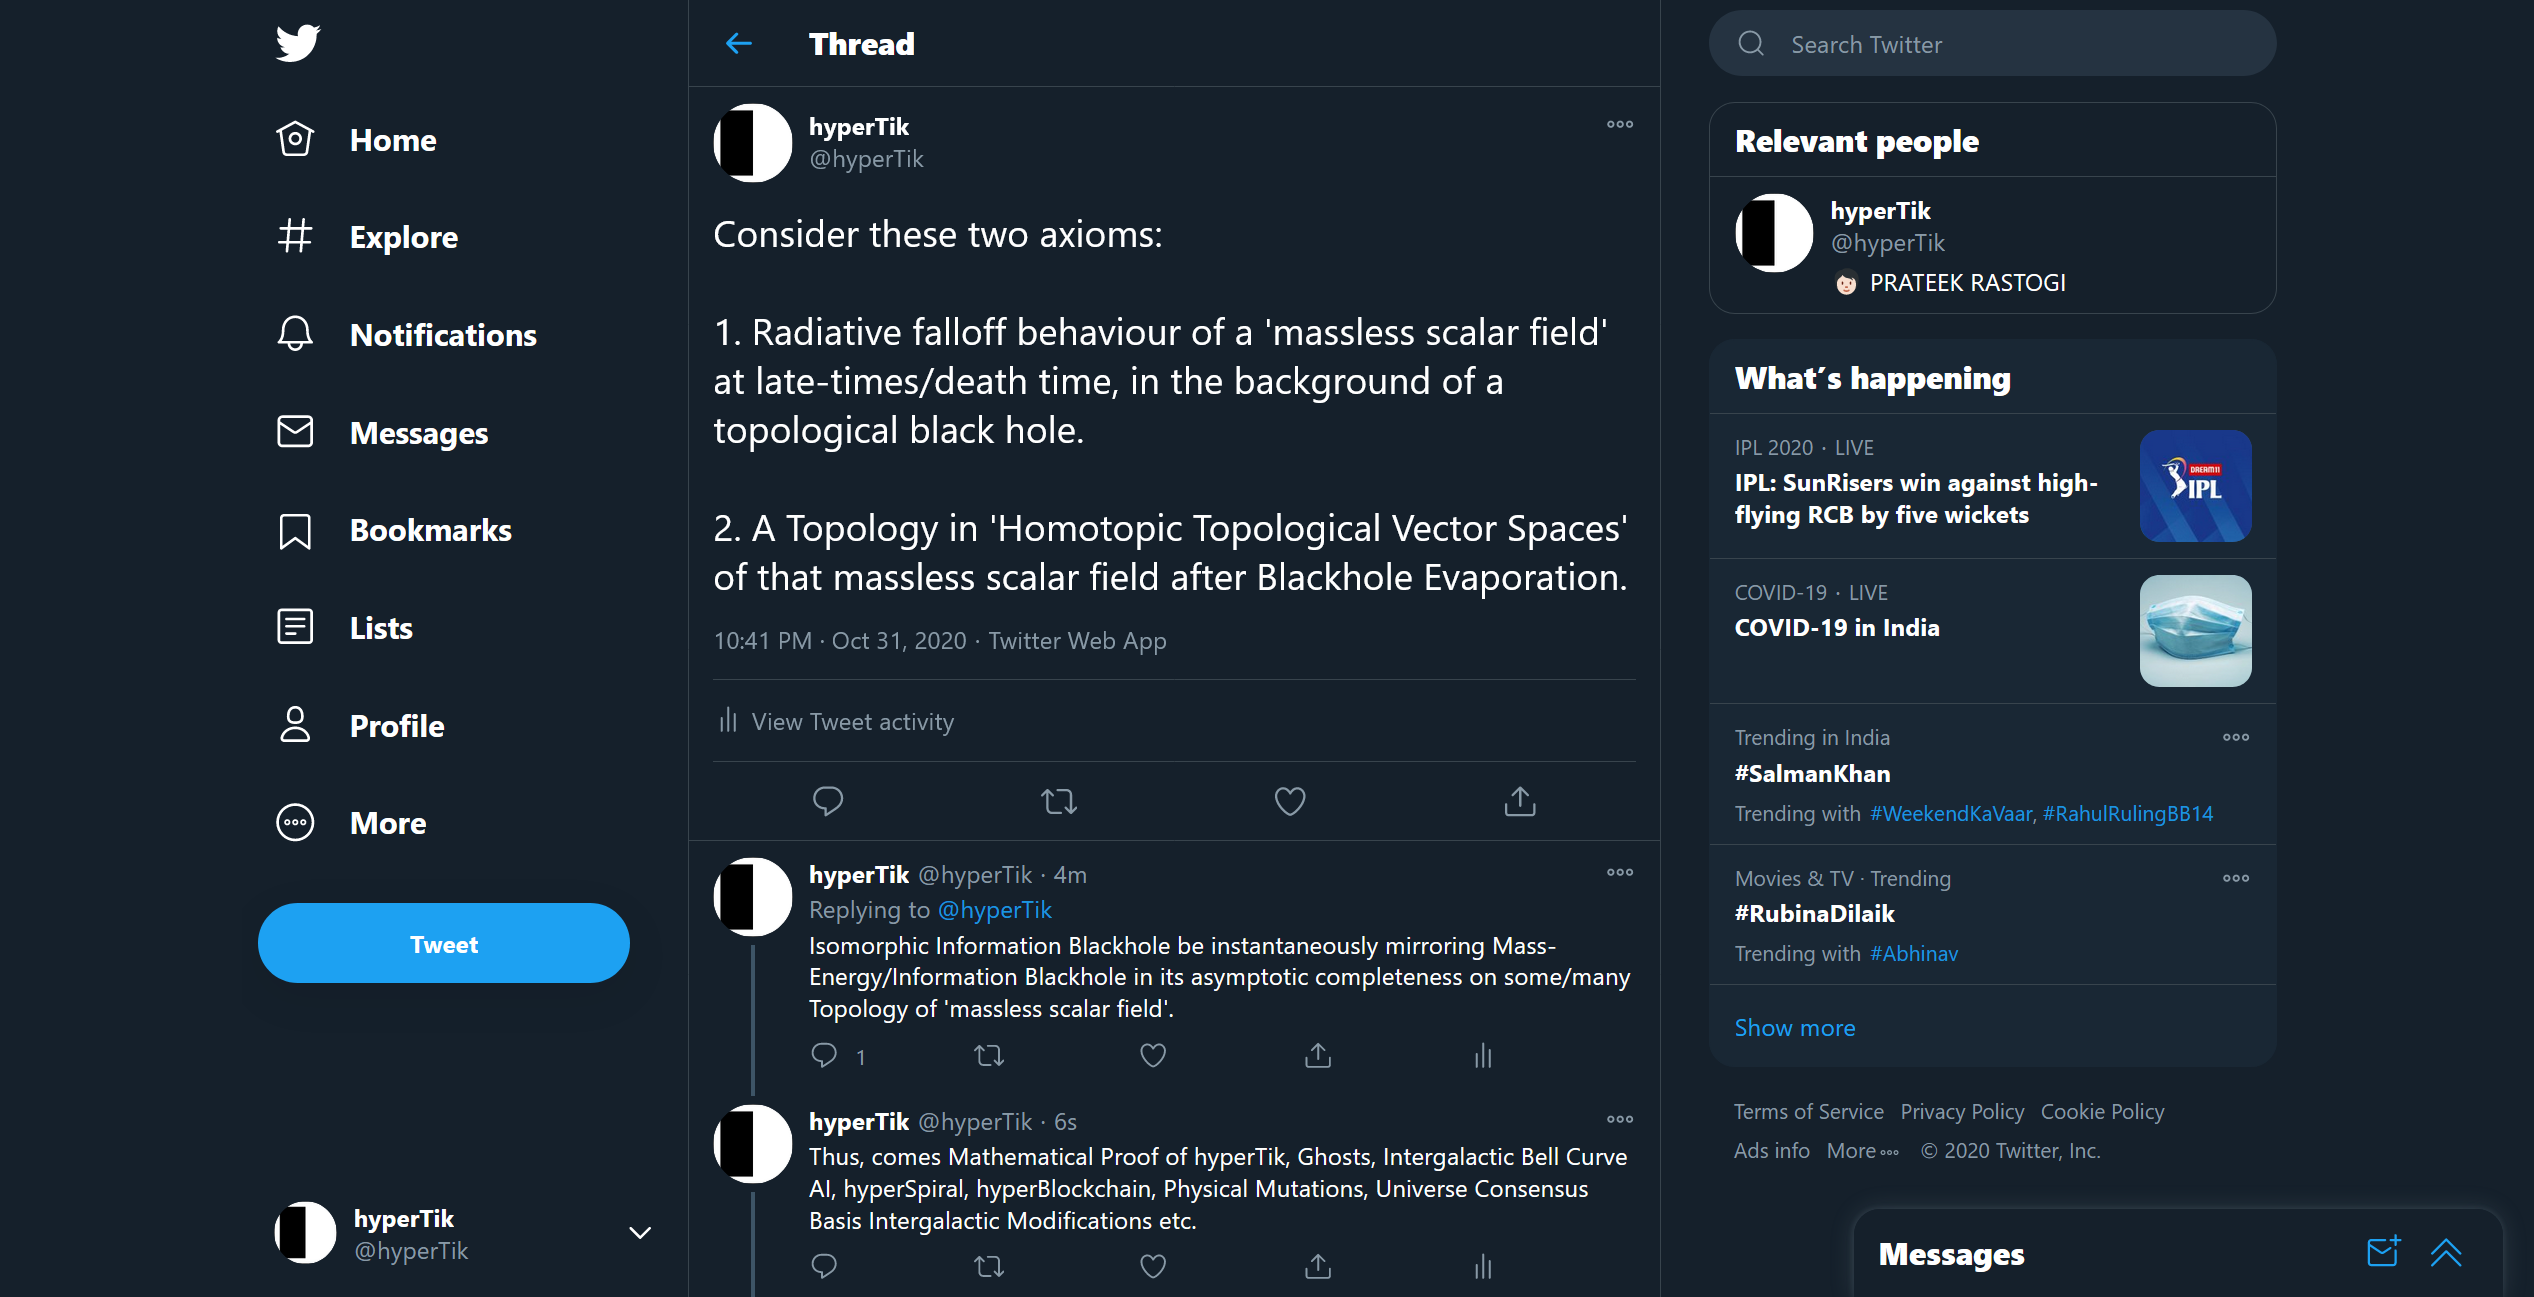 Home
Explore
Notifications
Messages
Bookmarks
Lists
Profile
More
Tweet
hyperTik
@hyperTik
Thread
hyperTik
@hyperTik
Consider these two axioms:
1. Radiative falloff behaviour of a 'massless scalar field'
at late-times/death time, in the background of a
topological black hole.
2. A Topology in 'Homotopic Topological Vector Spaces'
of that massless scalar field after Blackhole Evaporation.
10:41 PM · Oct 31, 2020 · Twitter Web App
View Tweet activity
hyperTik @hyperTik · 4m
Replying to @hyperTik
Isomorphic Information Blackhole be instantaneously mirroring Mass-
Energy/Information Blackhole in its asymptotic completeness on some/many
Topology of 'massless scalar field'.
1
hyperTik @hyperTik · 6s
Thus, comes Mathematical Proof of hyperTik, Ghosts, Intergalactic Bell Curve
AI, hyperSpiral, hyperBlockchain, Physical Mutations, Universe Consensus
Basis Intergalactic Modifications etc.
Search Twitter
Relevant people
hyperTik
@hyperTik
PRATEEK RASTOGI
What's happening
IPL 2020 · LIVE
IPL: SunRisers win against high-
flying RCB by five wickets
DREAM11
IPL
COVID-19 · LIVE
COVID-19 in India
Trending in India
#SalmanKhan
Trending with #WeekendKaVaar, #RahulRulingBB14
Movies & TV · Trending
#RubinaDilaik
Trending with #Abhinav
Show more
Terms of Service Privacy Policy Cookie Policy
Ads info More © 2020 Twitter, Inc.
Messages